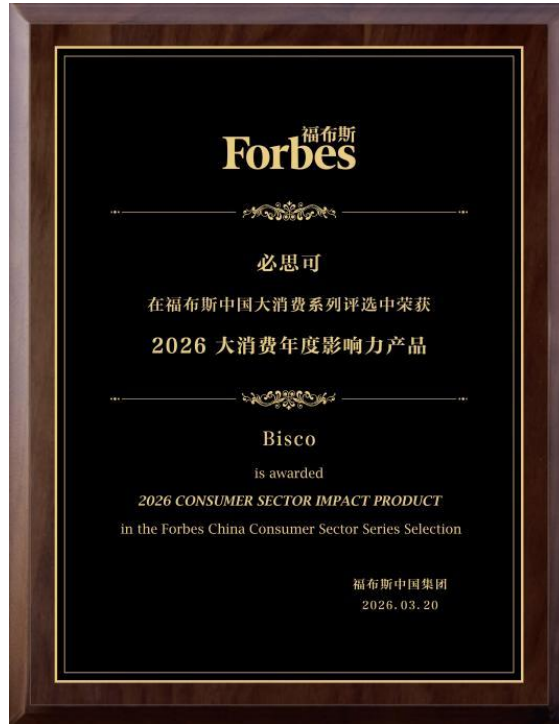 福布斯
Forbes
必思可
在福布斯中国大消费系列评选中荣获
2026 大消费年度影响力产品
Bisco
is awarded
2026 CONSUMER SECTOR IMPACT PRODUCT
in the Forbes China Consumer Sector Series Selection
福布斯中国集团
2026.03.20